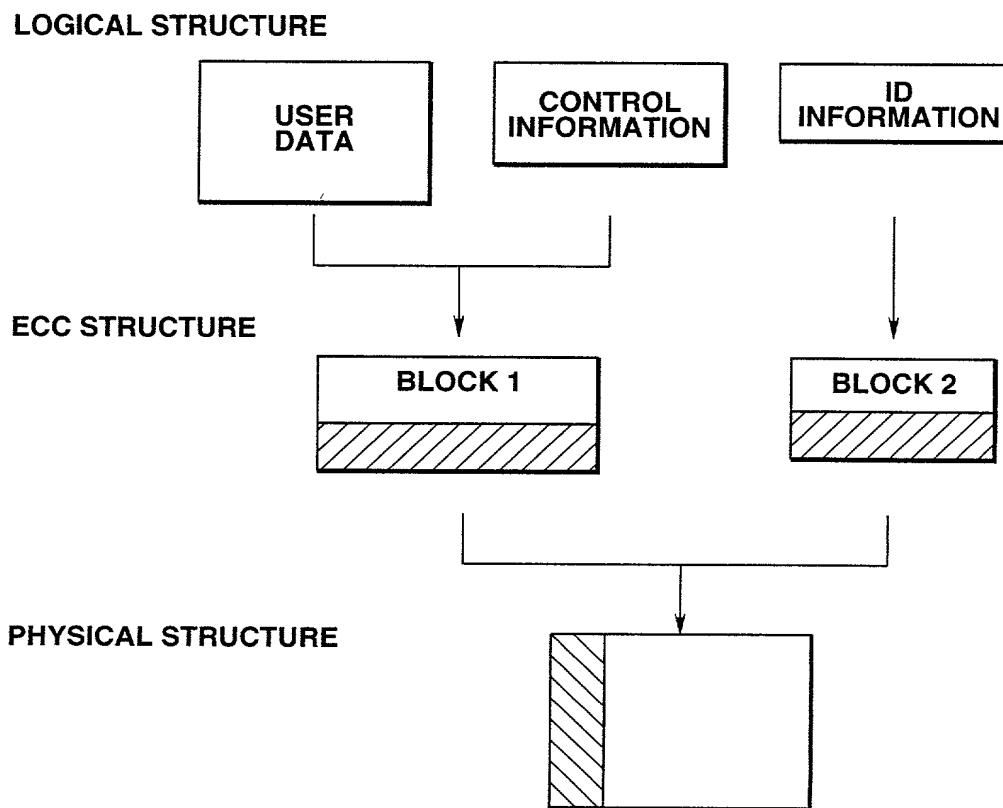 LOGICAL STRUCTURE
USER
DATA
CONTROL
INFORMATION
ID
INFORMATION
ECC STRUCTURE
BLOCK 1
BLOCK 2
PHYSICAL STRUCTURE